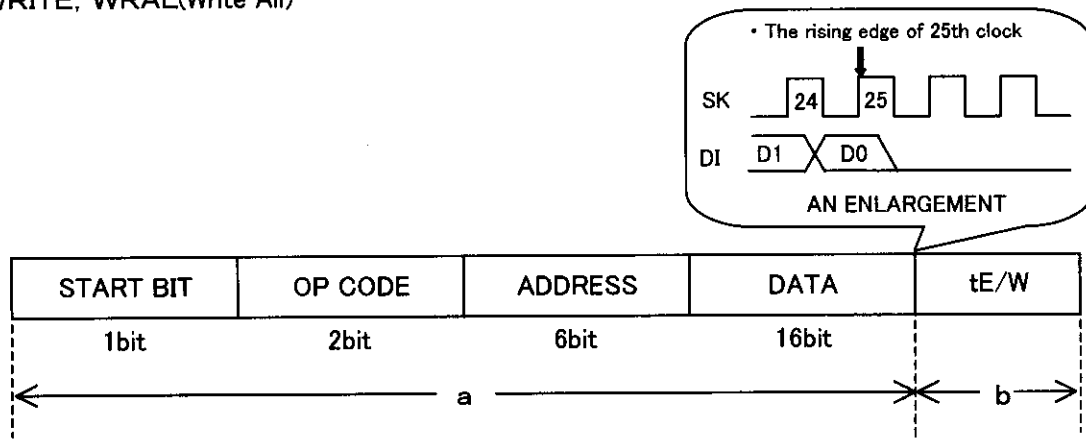 WRITE, WRAL(Write All)
・The rising edge of 25th clock
SK 24 25
DI D1 D0
AN ENLARGEMENT
START BIT OP CODE ADDRESS DATA tE/W
1bit 2bit 6bit 16bit
a b